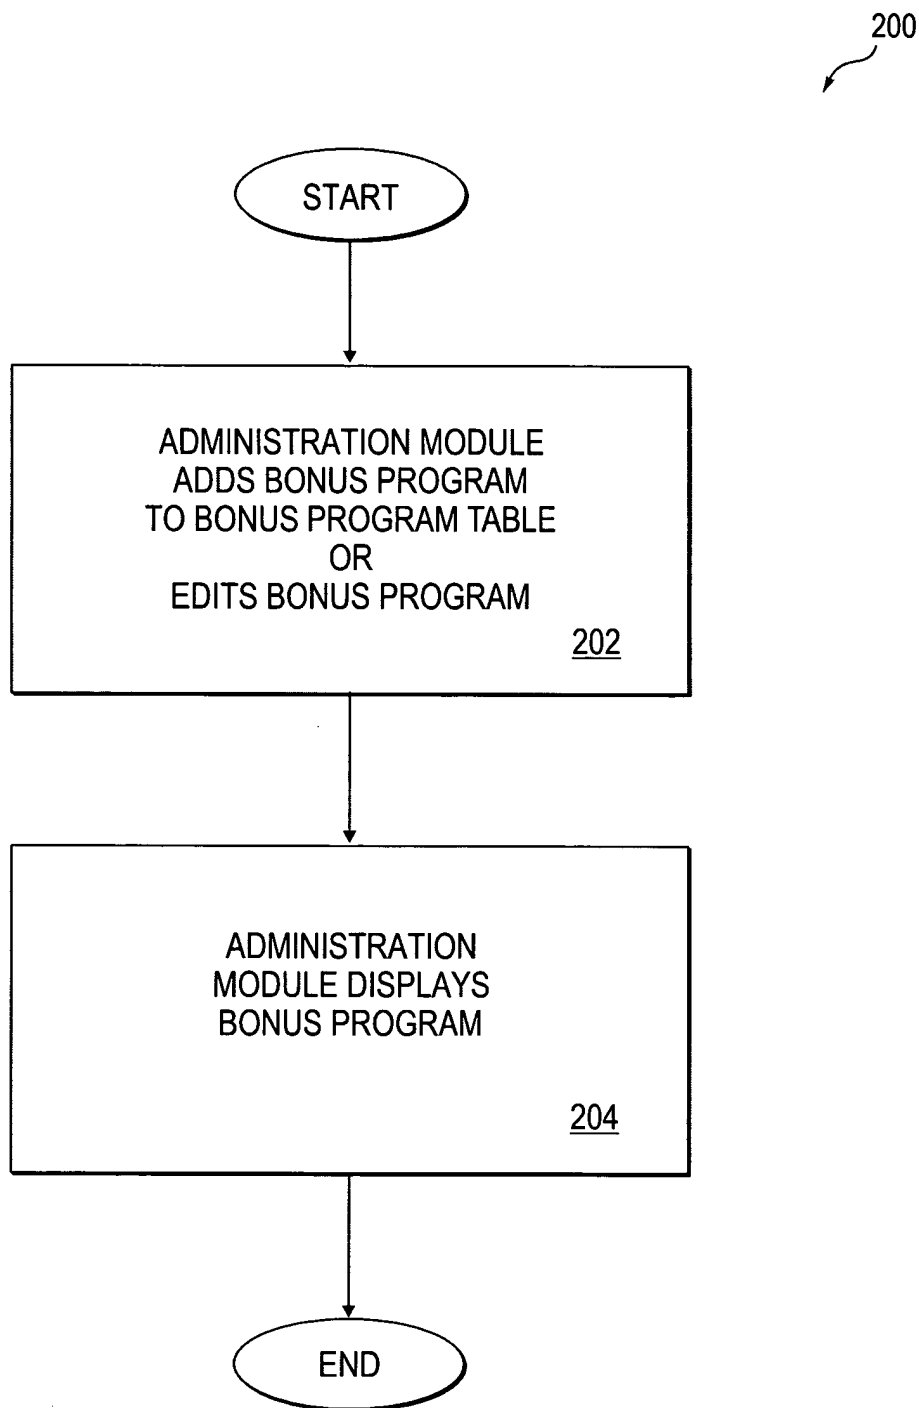 200
START
ADMINISTRATION MODULE
ADDS BONUS PROGRAM
TO BONUS PROGRAM TABLE
OR
EDITS BONUS PROGRAM
202
ADMINISTRATION
MODULE DISPLAYS
BONUS PROGRAM
204
END